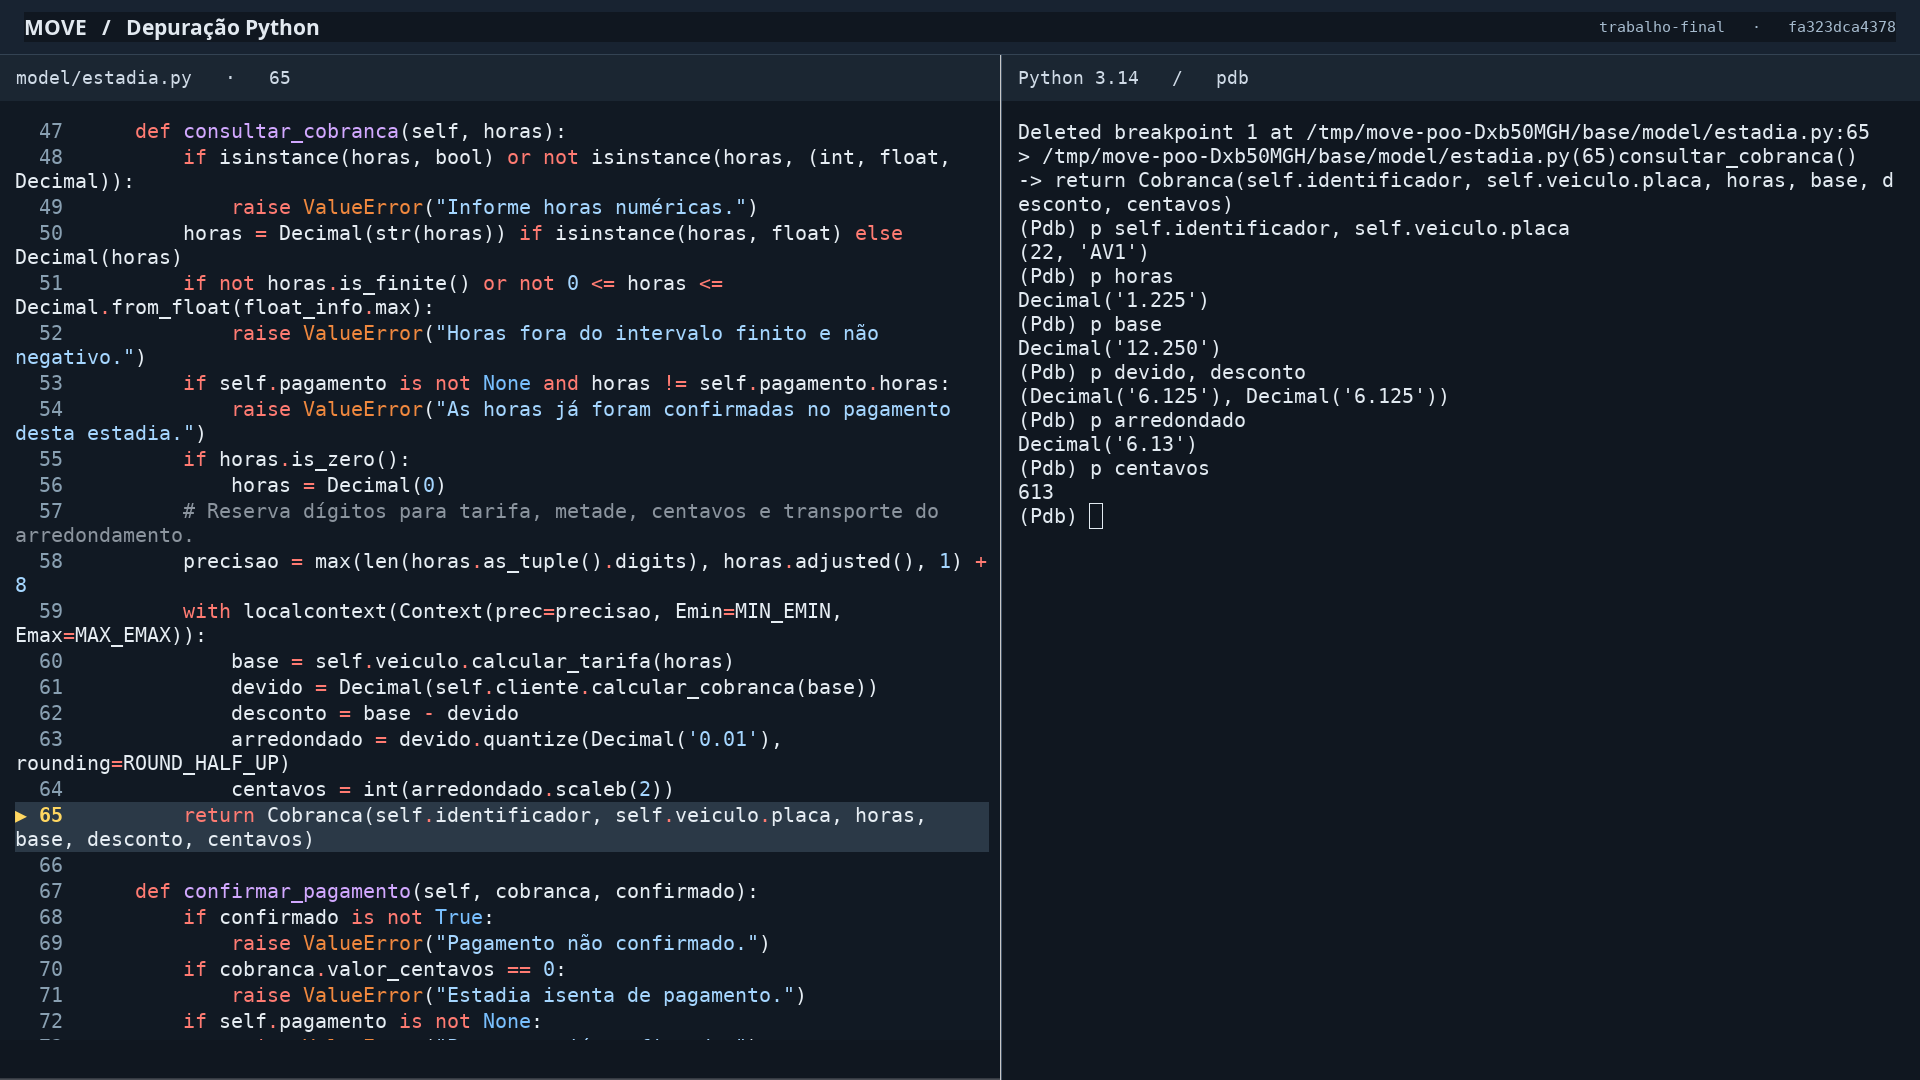 MOVE / Depuração Python
trabalho-final · fa323dca4378
model/estadia.py · 65
47 def consultar_cobranca(self, horas):
48 if isinstance(horas, bool) or not isinstance(horas, (int, float,
Decimal)):
49 raise ValueError("Informe horas numéricas.")
50 horas = Decimal(str(horas)) if isinstance(horas, float) else
Decimal(horas)
51 if not horas.is_finite() or not 0 <= horas <=
Decimal.from_float(float_info.max):
52 raise ValueError("Horas fora do intervalo finito e não
negativo.")
53 if self.pagamento is not None and horas != self.pagamento.horas:
54 raise ValueError("As horas já foram confirmadas no pagamento
desta estadia.")
55 if horas.is_zero():
56 horas = Decimal(0)
57 # Reserva dígitos para tarifa, metade, centavos e transporte do
arredondamento.
58 precisao = max(len(horas.as_tuple().digits), horas.adjusted(), 1) +
8
59 with localcontext(Context(prec=precisao, Emin=MIN_EMIN,
Emax=MAX_EMAX)):
60 base = self.veiculo.calcular_tarifa(horas)
61 devido = Decimal(self.cliente.calcular_cobranca(base))
62 desconto = base - devido
63 arredondado = devido.quantize(Decimal('0.01'),
rounding=ROUND_HALF_UP)
64 centavos = int(arredondado.scaleb(2))
▶ 65 return Cobranca(self.identificador, self.veiculo.placa, horas,
base, desconto, centavos)
66
67 def confirmar_pagamento(self, cobranca, confirmado):
68 if confirmado is not True:
69 raise ValueError("Pagamento não confirmado.")
70 if cobranca.valor_centavos == 0:
71 raise ValueError("Estadia isenta de pagamento.")
72 if self.pagamento is not None:
Python 3.14 / pdb
Deleted breakpoint 1 at /tmp/move-poo-Dxb50MGH/base/model/estadia.py:65
> /tmp/move-poo-Dxb50MGH/base/model/estadia.py(65)consultar_cobranca()
-> return Cobranca(self.identificador, self.veiculo.placa, horas, base, d
esconto, centavos)
(Pdb) p self.identificador, self.veiculo.placa
(22, 'AV1')
(Pdb) p horas
Decimal('1.225')
(Pdb) p base
Decimal('12.250')
(Pdb) p devido, desconto
(Decimal('6.125'), Decimal('6.125'))
(Pdb) p arredondado
Decimal('6.13')
(Pdb) p centavos
613
(Pdb)